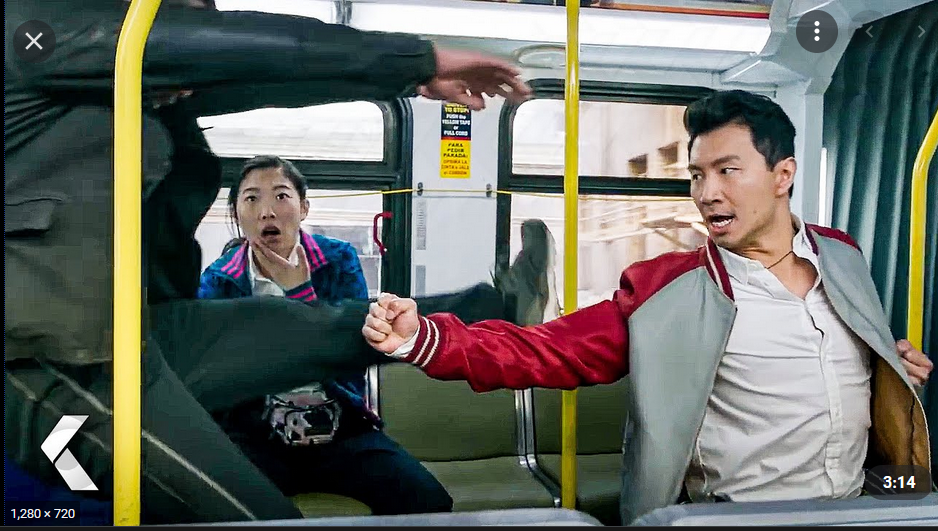 TO STOP!
PUSH the
YELLOW TAPE
or
PULL CORD
PARA
PEDIR
PARADA:
1,280 × 720
3:14